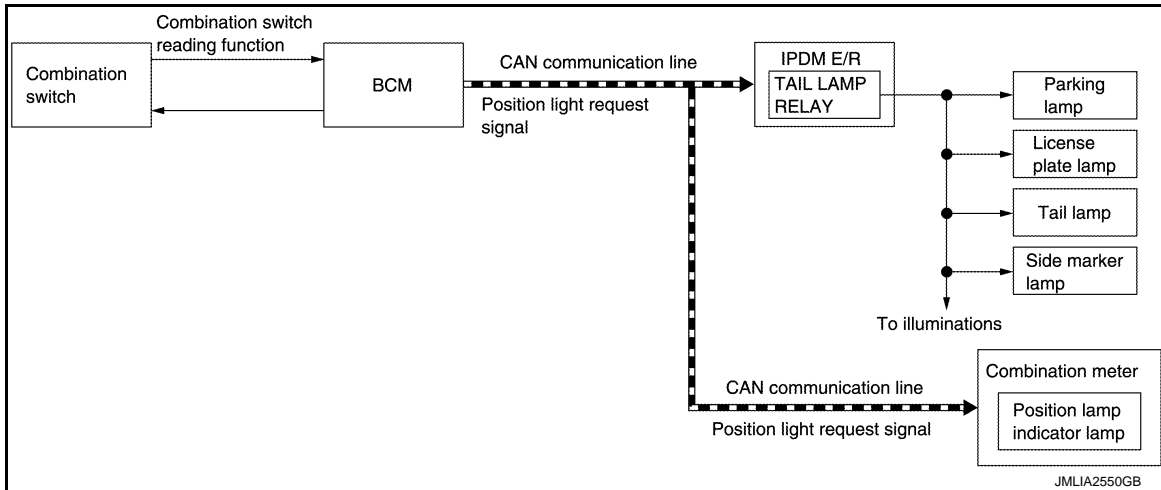 Combination switch
reading function
Combination
switch
BCM
CAN communication line
Position light request
signal
IPDM E/R
TAIL LAMP
RELAY
Parking
lamp
License
plate lamp
Tail lamp
Side marker
lamp
To illuminations
CAN communication line
Position light request signal
Combination meter
Position lamp
indicator lamp
JMLIA2550GB